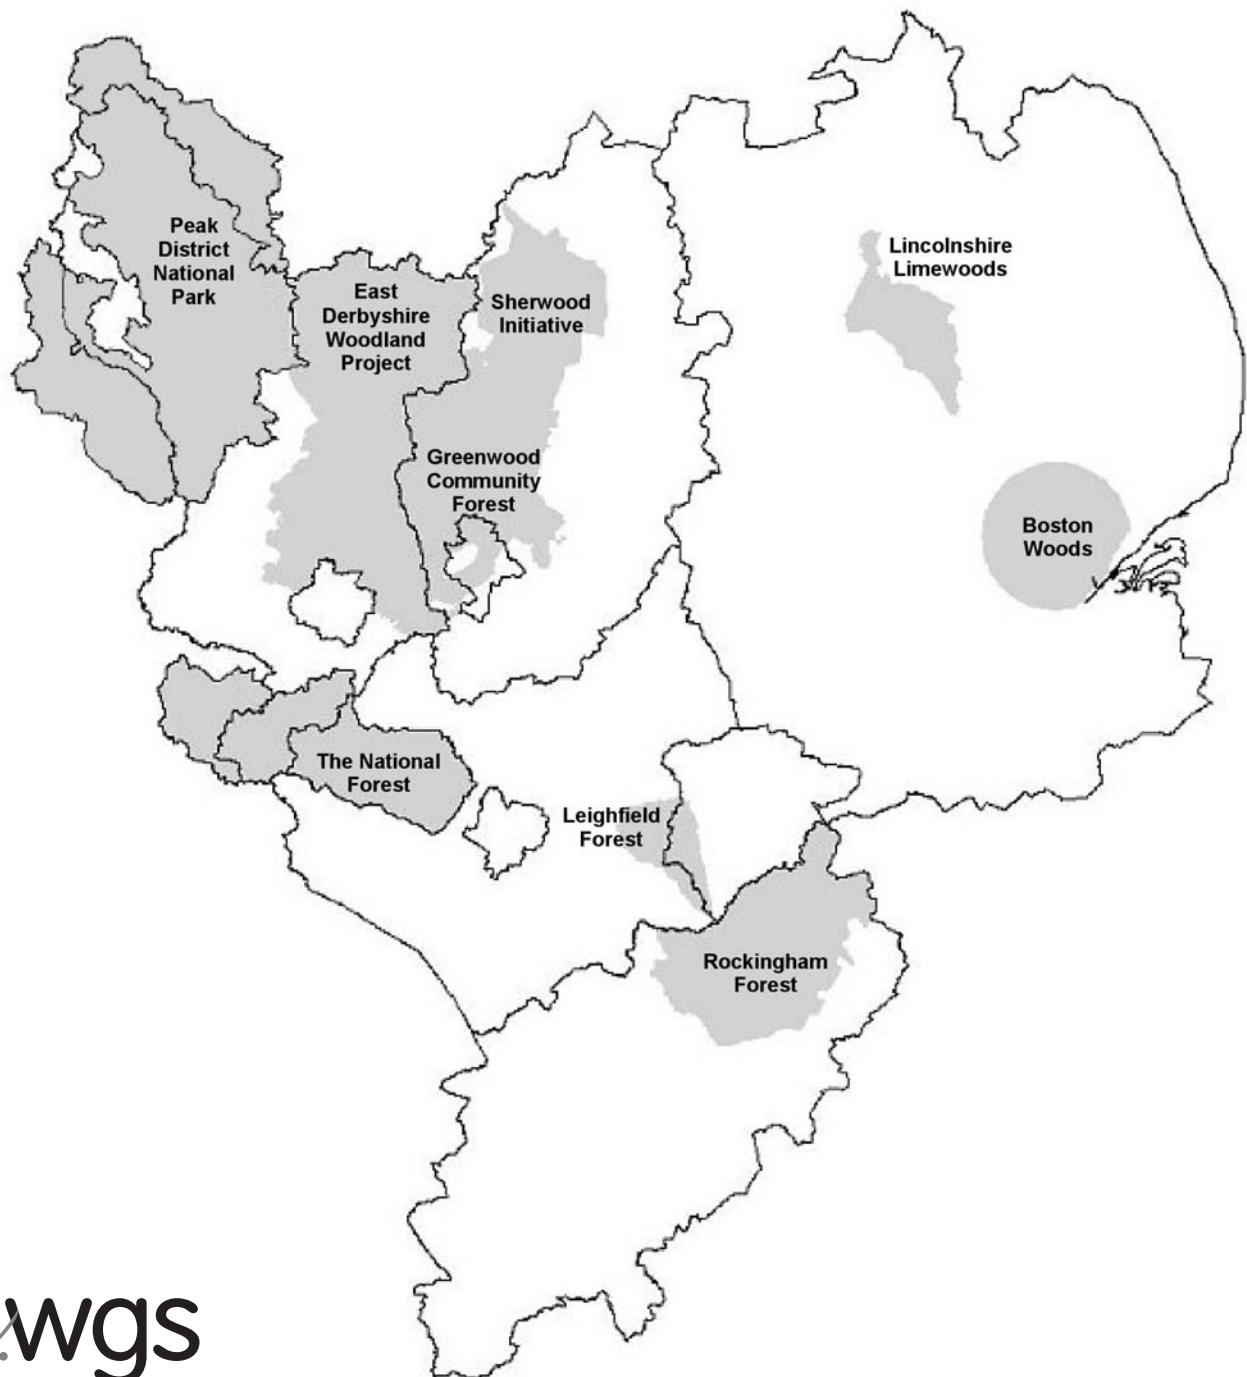 Peak
District
National
Park
East
Derbyshire
Woodland
Project
Sherwood
Initiative
Lincolnshire
Limewoods
Greenwood
Community
Forest
Boston
Woods
The National
Forest
Leighfield
Forest
Rockingham
Forest
wgs